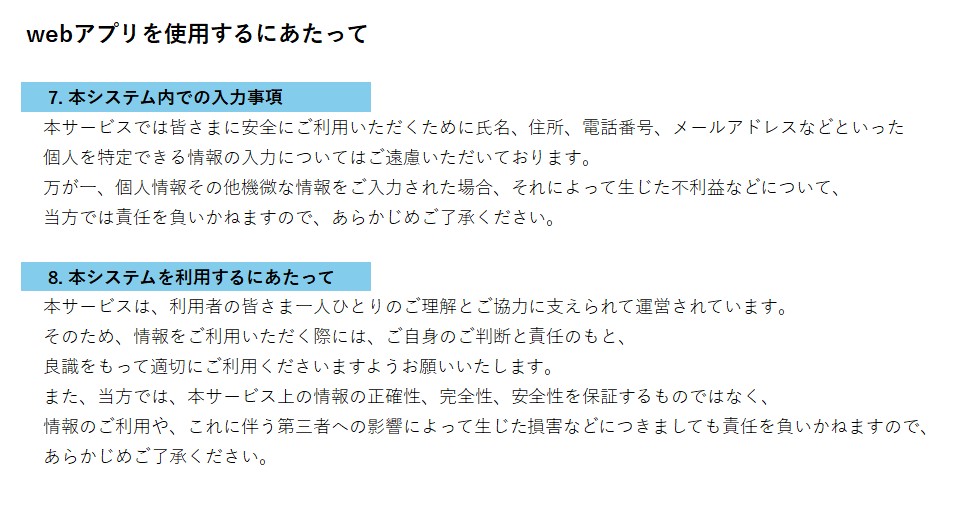 webアプリを使用するにあたって
7. 本システム内での入力事項
本サービスでは皆さまに安全にご利用いただくために氏名、住所、電話番号、メールアドレスなどといった
個人を特定できる情報の入力についてはご遠慮いただいております。
万が一、個人情報その他機微な情報をご入力された場合、それによって生じた不利益などについて、
当方では責任を負いかねますので、あらかじめご了承ください。
8. 本システムを利用するにあたって
本サービスは、利用者の皆さま一人ひとりのご理解とご協力に支えられて運営されています。
そのため、情報をご利用いただく際には、ご自身のご判断と責任のもと、
良識をもって適切にご利用くださいますようお願いいたします。
また、当方では、本サービス上の情報の正確性、完全性、安全性を保証するものではなく、
情報のご利用や、これに伴う第三者への影響によって生じた損害などにつきましても責任を負いかねますので、
あらかじめご了承ください。